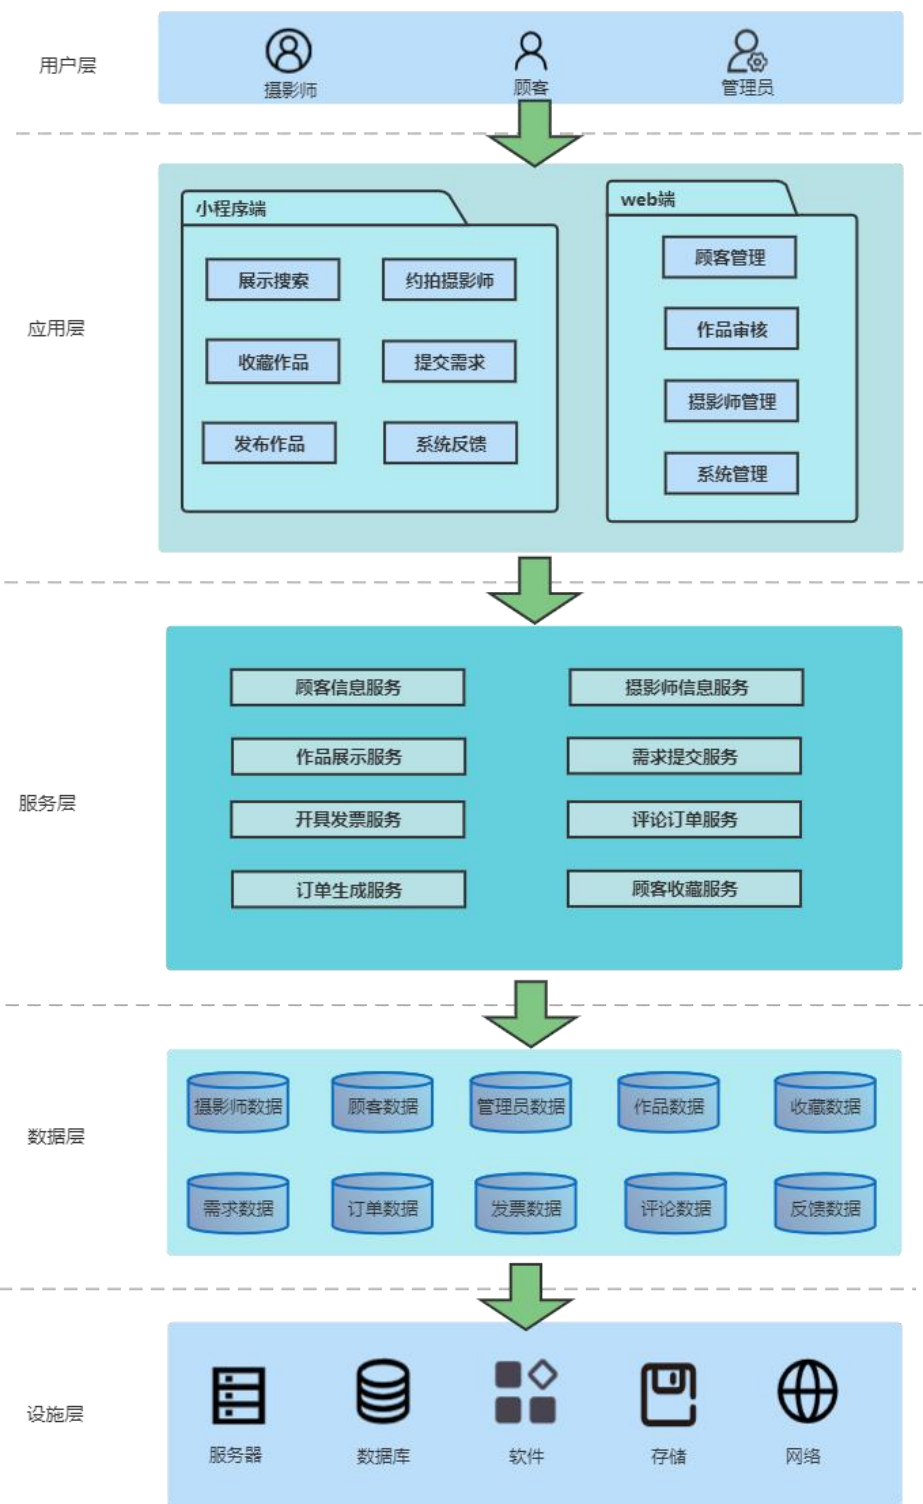 用户层
摄影师
顾客
管理员
应用层
小程序端
展示搜索
约拍摄影师
收藏作品
提交需求
发布作品
系统反馈
web端
顾客管理
作品审核
摄影师管理
系统管理
服务层
顾客信息服务
摄影师信息服务
作品展示服务
需求提交服务
开具发票服务
评论订单服务
订单生成服务
顾客收藏服务
数据层
摄影师数据
顾客数据
管理员数据
作品数据
收藏数据
需求数据
订单数据
发票数据
评论数据
反馈数据
设施层
服务器
数据库
软件
存储
网络